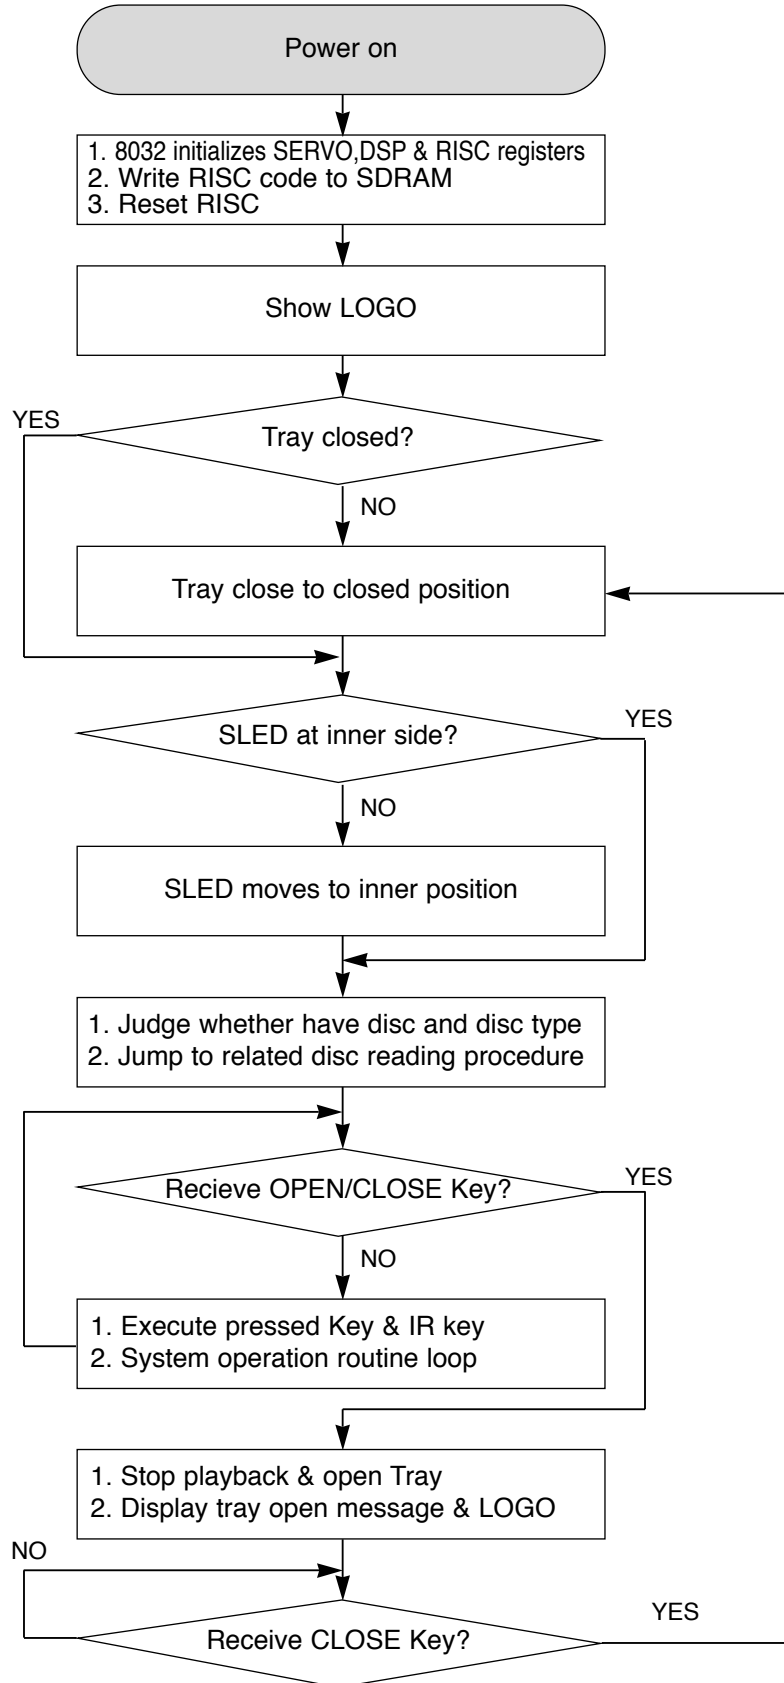 Power on
1. 8032 initializes SERVO,DSP & RISC registers
2. Write RISC code to SDRAM
3. Reset RISC
Show LOGO
YES
Tray closed?
NO
Tray close to closed position
SLED at inner side?
YES
NO
SLED moves to inner position
1. Judge whether have disc and disc type
2. Jump to related disc reading procedure
Recieve OPEN/CLOSE Key?
YES
NO
1. Execute pressed Key & IR key
2. System operation routine loop
1. Stop playback & open Tray
2. Display tray open message & LOGO
NO
Receive CLOSE Key?
YES